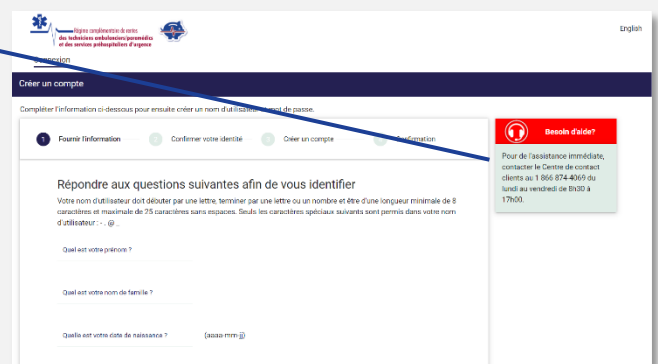 Régime complémentaire de rentes
des techniciens ambulanciers/paramédics
et des services préhospitaliers d'urgence
English
Connexion
Créer un compte
Compléter l'information ci-dessous pour ensuite créer un nom d'utilisateur et mot de passe.
1 Fournir l'information
Confirmer votre identité
Créer un compte
Confirmation
Besoin d'aide?
Pour de l'assistance immédiate,
contacter le Centre de contact
clients au 1 866 874-4069 du
lundi au vendredi de 8h30 à
17h00.
Répondre aux questions suivantes afin de vous identifier
Votre nom d'utilisateur doit débuter par une lettre, terminer par une lettre ou un nombre et être d'une longueur minimale de 8
caractères et maximale de 25 caractères sans espaces. Seuls les caractères spéciaux suivants sont permis dans votre nom
d'utilisateur : - . @ _
Quel est votre prénom ?
Quel est votre nom de famille ?
Quelle est votre date de naissance ? (aaaa-mm-jj)